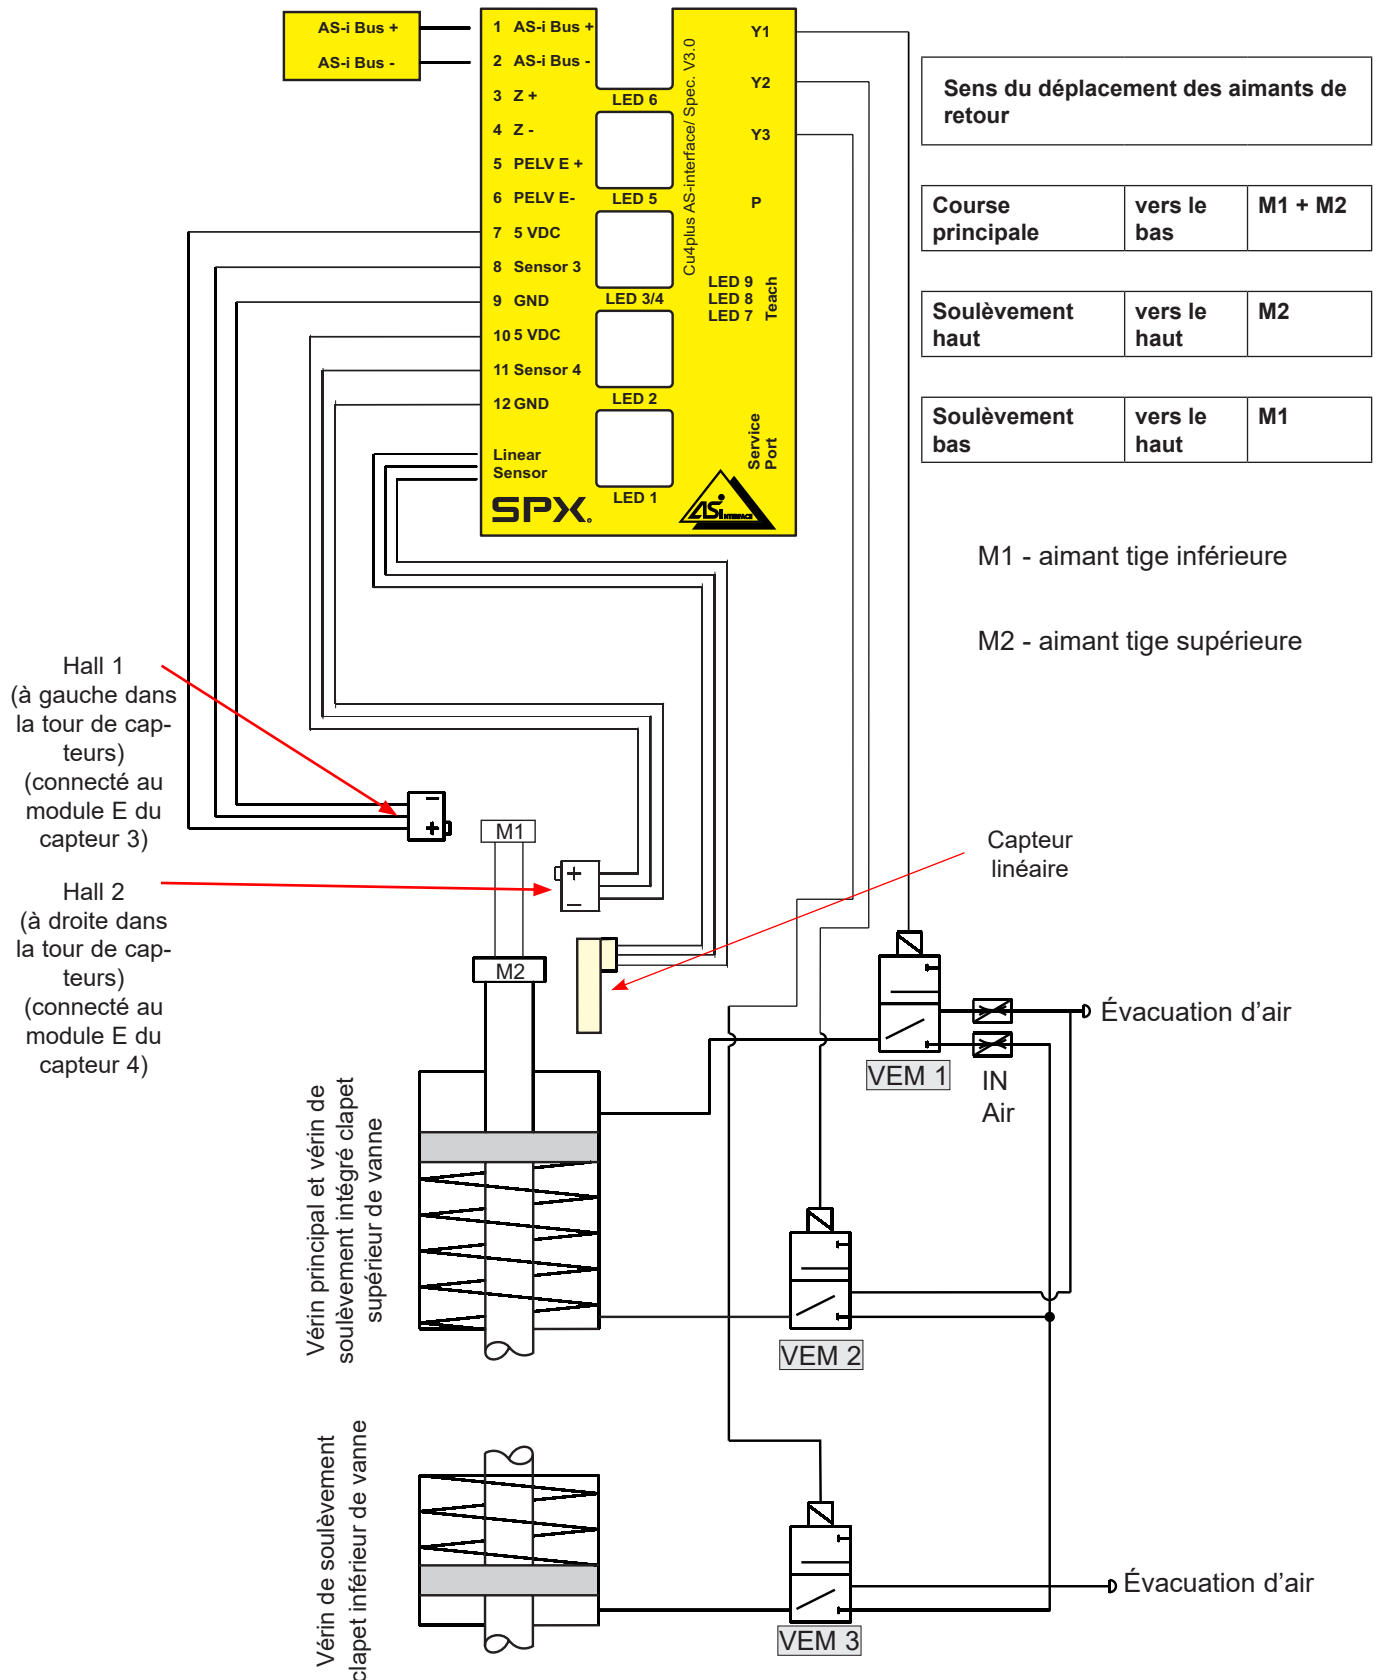 AS-i Bus +
AS-i Bus -
1 AS-i Bus +
2 AS-i Bus -
3 Z +
4 Z -
5 PELV E +
6 PELV E-
7 5 VDC
8 Sensor 3
9 GND
10 5 VDC
11 Sensor 4
12 GND
Linear
Sensor
SPX.
LED 6
LED 5
LED 3/4
LED 2
LED 1
Cu4plus AS-interface/ Spec. V3.0
Y1
Y2
Y3
P
LED 9
LED 8
LED 7
Teach
Service
Port
ASi
INTERFACE
Sens du déplacement des aimants de
retour
Course
principale
vers le
bas
M1 + M2
Soulèvement
haut
vers le
haut
M2
Soulèvement
bas
vers le
haut
M1
M1 - aimant tige inférieure
M2 - aimant tige supérieure
Hall 1
(à gauche dans
la tour de cap-
teurs)
(connecté au
module E du
capteur 3)
Hall 2
(à droite dans
la tour de cap-
teurs)
(connecté au
module E du
capteur 4)
−
+
M1
+
−
M2
Capteur
linéaire
Évacuation d’air
VEM 1
IN
Air
Vérin principal et vérin de
soulèvement intégré clapet
supérieur de vanne
VEM 2
Vérin de soulèvement
clapet inférieur de vanne
Évacuation d’air
VEM 3